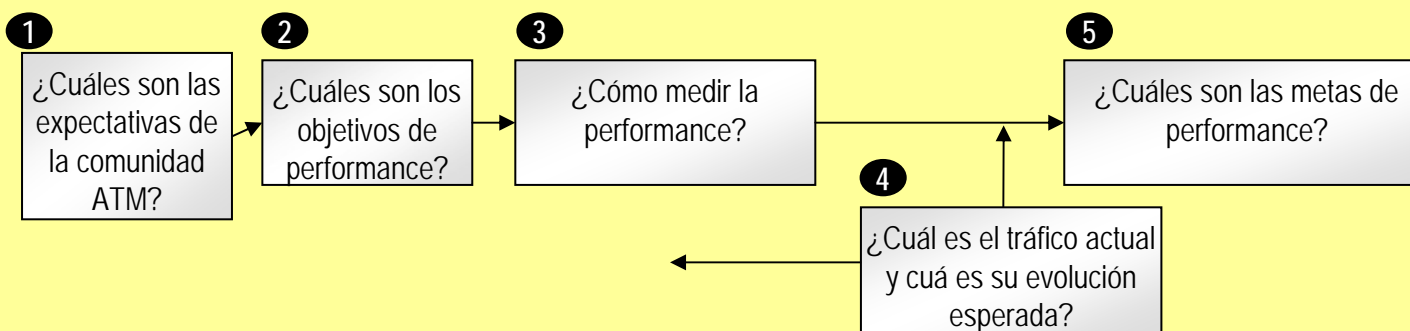 1
¿Cuáles son las
expectativas de
la comunidad
ATM?
2
¿Cuáles son los
objetivos de
performance?
3
¿Cómo medir la
performance?
4
¿Cuál es el tráfico actual
y cuá es su evolución
esperada?
5
¿Cuáles son las metas de
performance?